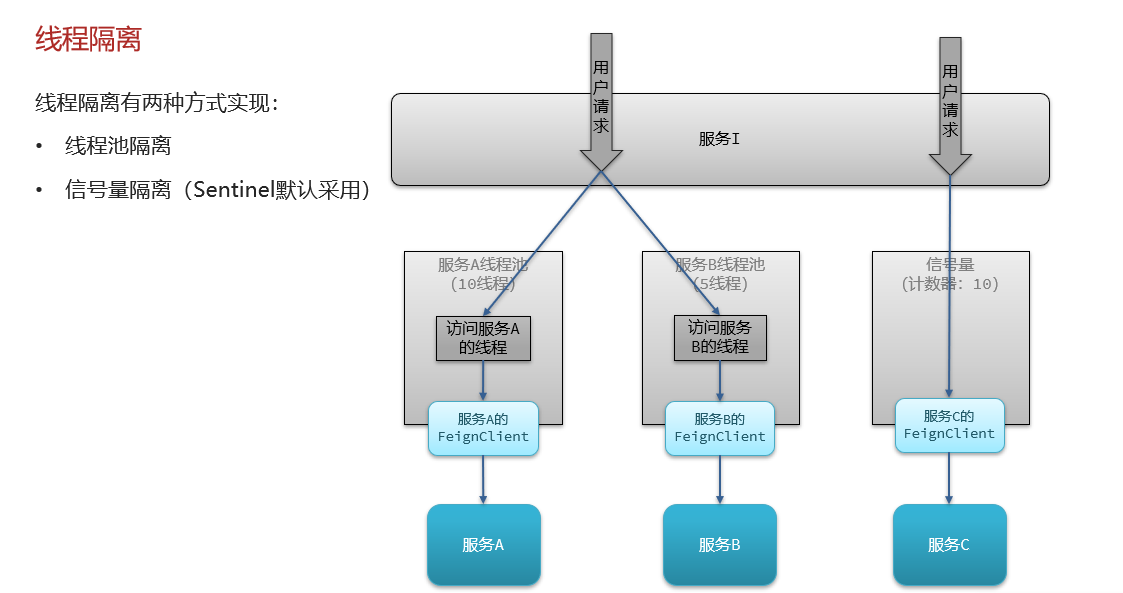 线程隔离
线程隔离有两种方式实现：
• 线程池隔离
• 信号量隔离（Sentinel默认采用）
用户请求
用户请求
服务I
服务A线程池
（10线程）
服务B线程池
（5线程）
信号量
（计数器：10）
访问服务A
的线程
访问服务
B的线程
服务A的
FeignClient
服务B的
FeignClient
服务C的
FeignClient
服务A
服务B
服务C